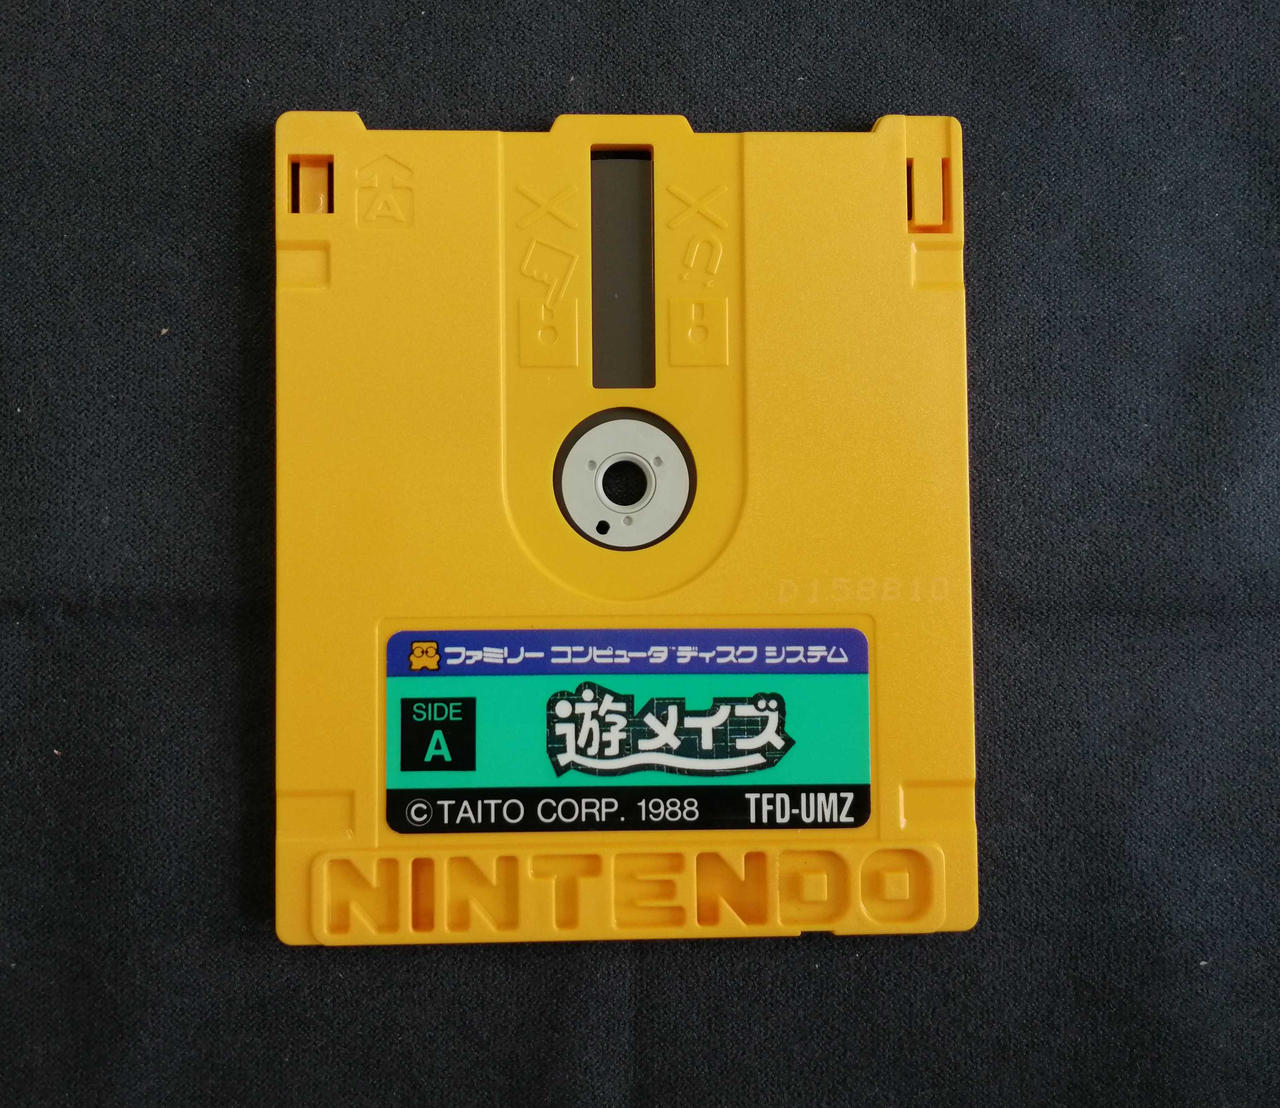 A
D158B10
ファミリー コンピュータ ディスク システム
SIDE
A
遊メイズ
©TAITO CORP. 1988 TFD-UMZ
NINTENDO